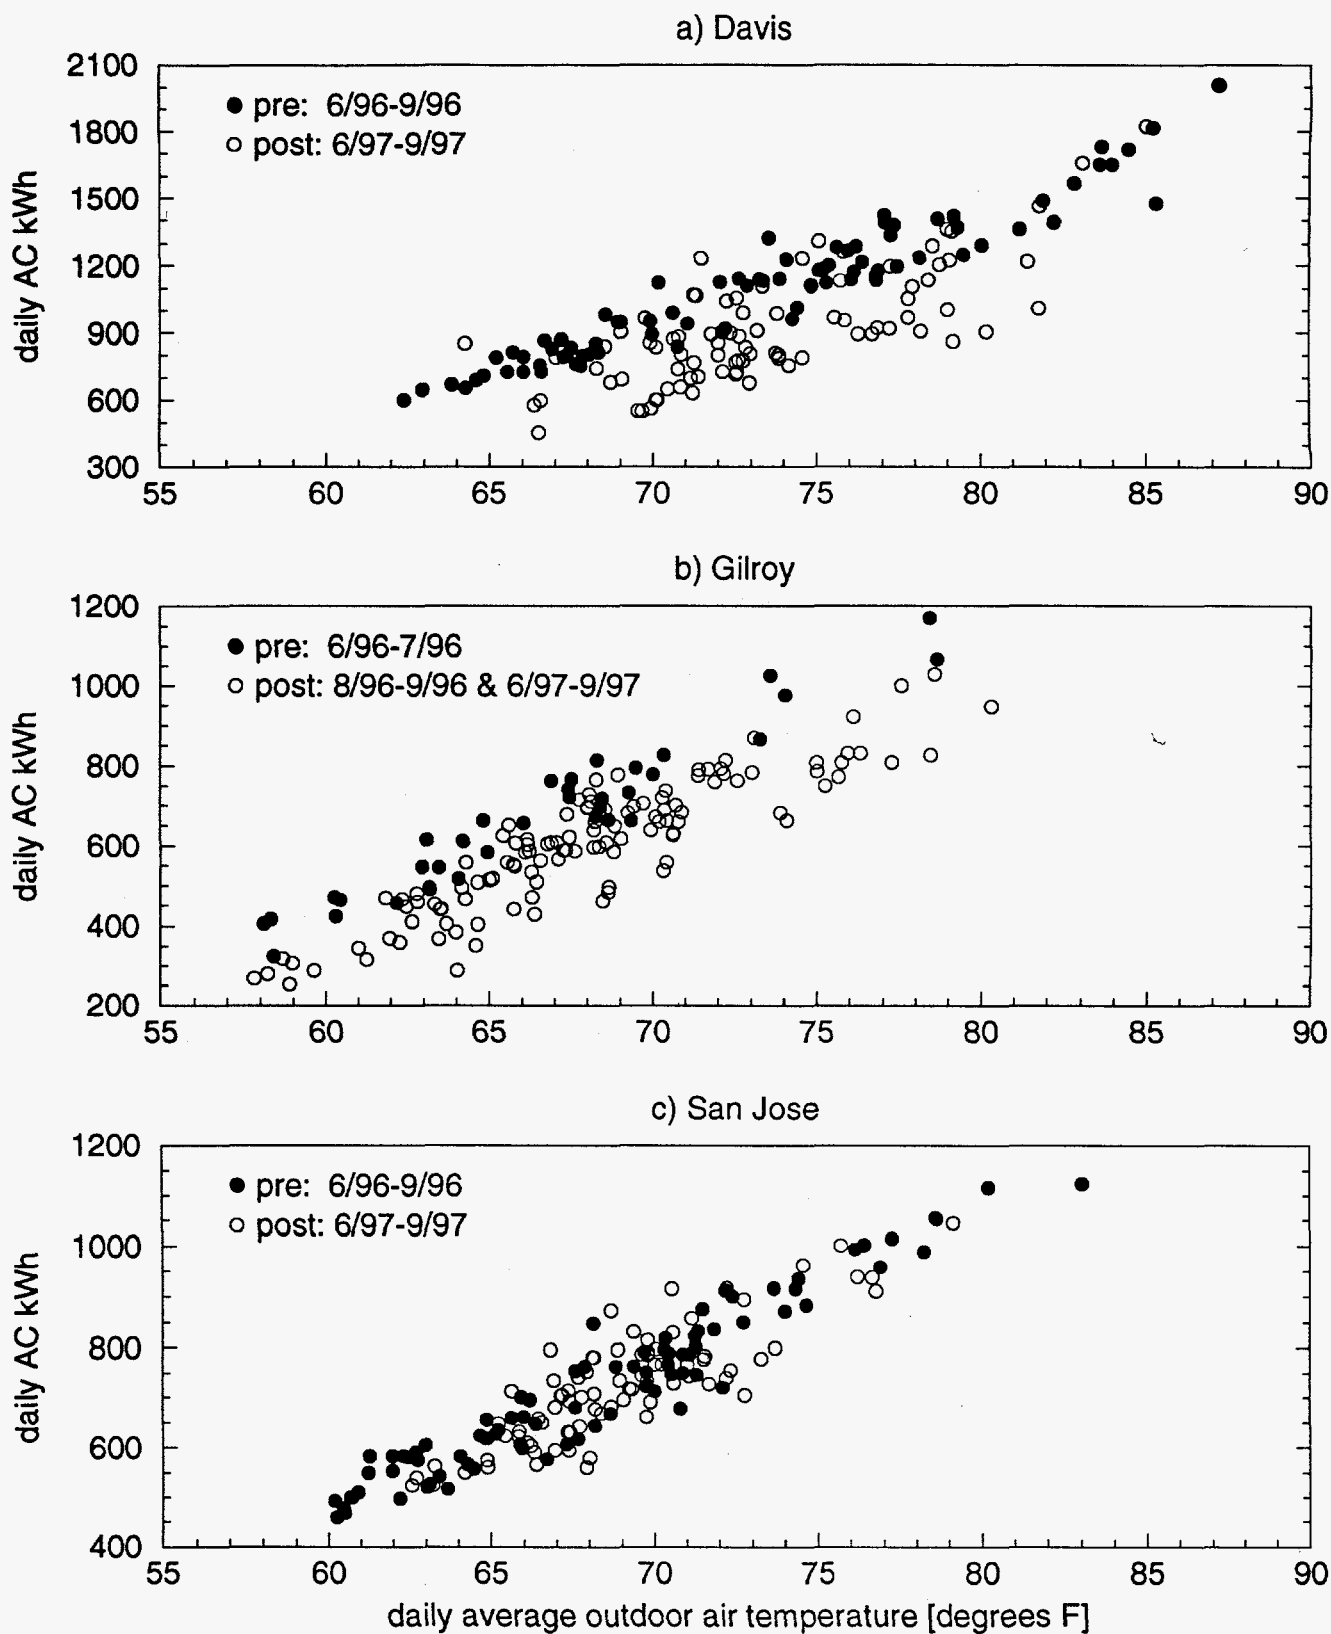 a) Davis
2100
1800
1500
1200
900
600
300
daily AC kWh
● pre: 6/96-9/96
○ post: 6/97-9/97
55 60 65 70 75 80 85 90
b) Gilroy
1200
1000
800
600
400
200
daily AC kWh
● pre: 6/96-7/96
○ post: 8/96-9/96 & 6/97-9/97
55 60 65 70 75 80 85 90
c) San Jose
1200
1000
800
600
400
daily AC kWh
● pre: 6/96-9/96
○ post: 6/97-9/97
55 60 65 70 75 80 85 90
daily average outdoor air temperature [degrees F]